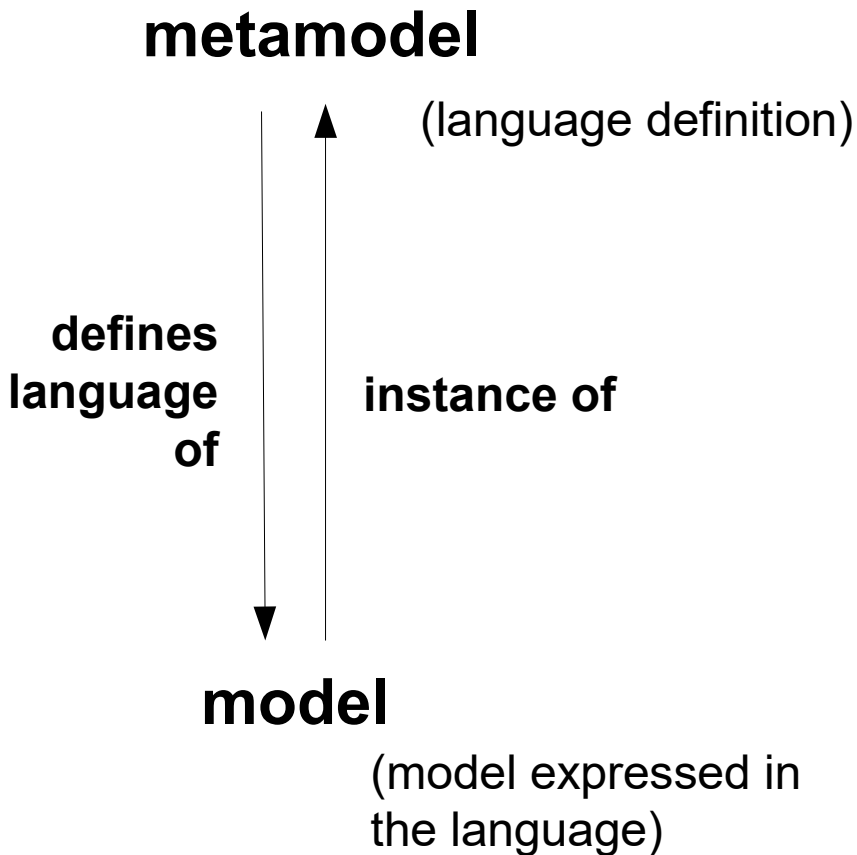 metamodel
(language definition)
defines
language
of
instance of
model
(model expressed in
the language)